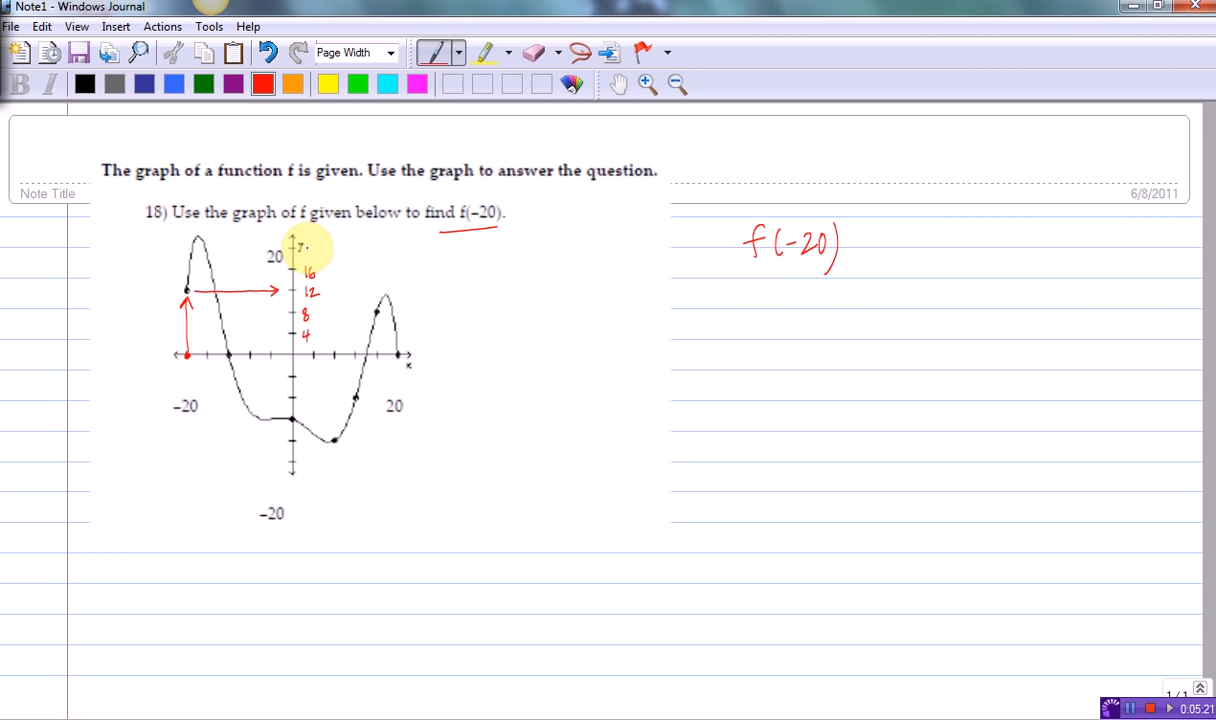 Note1 - Windows Journal
File Edit View Insert Actions Tools Help
Page Width
B I
The graph of a function f is given. Use the graph to answer the question.
Note Title
6/8/2011
18) Use the graph of f given below to find f(-20).
f(-20)
20
y
16
12
8
4
x
-20
20
-20
1/1
0:05:21